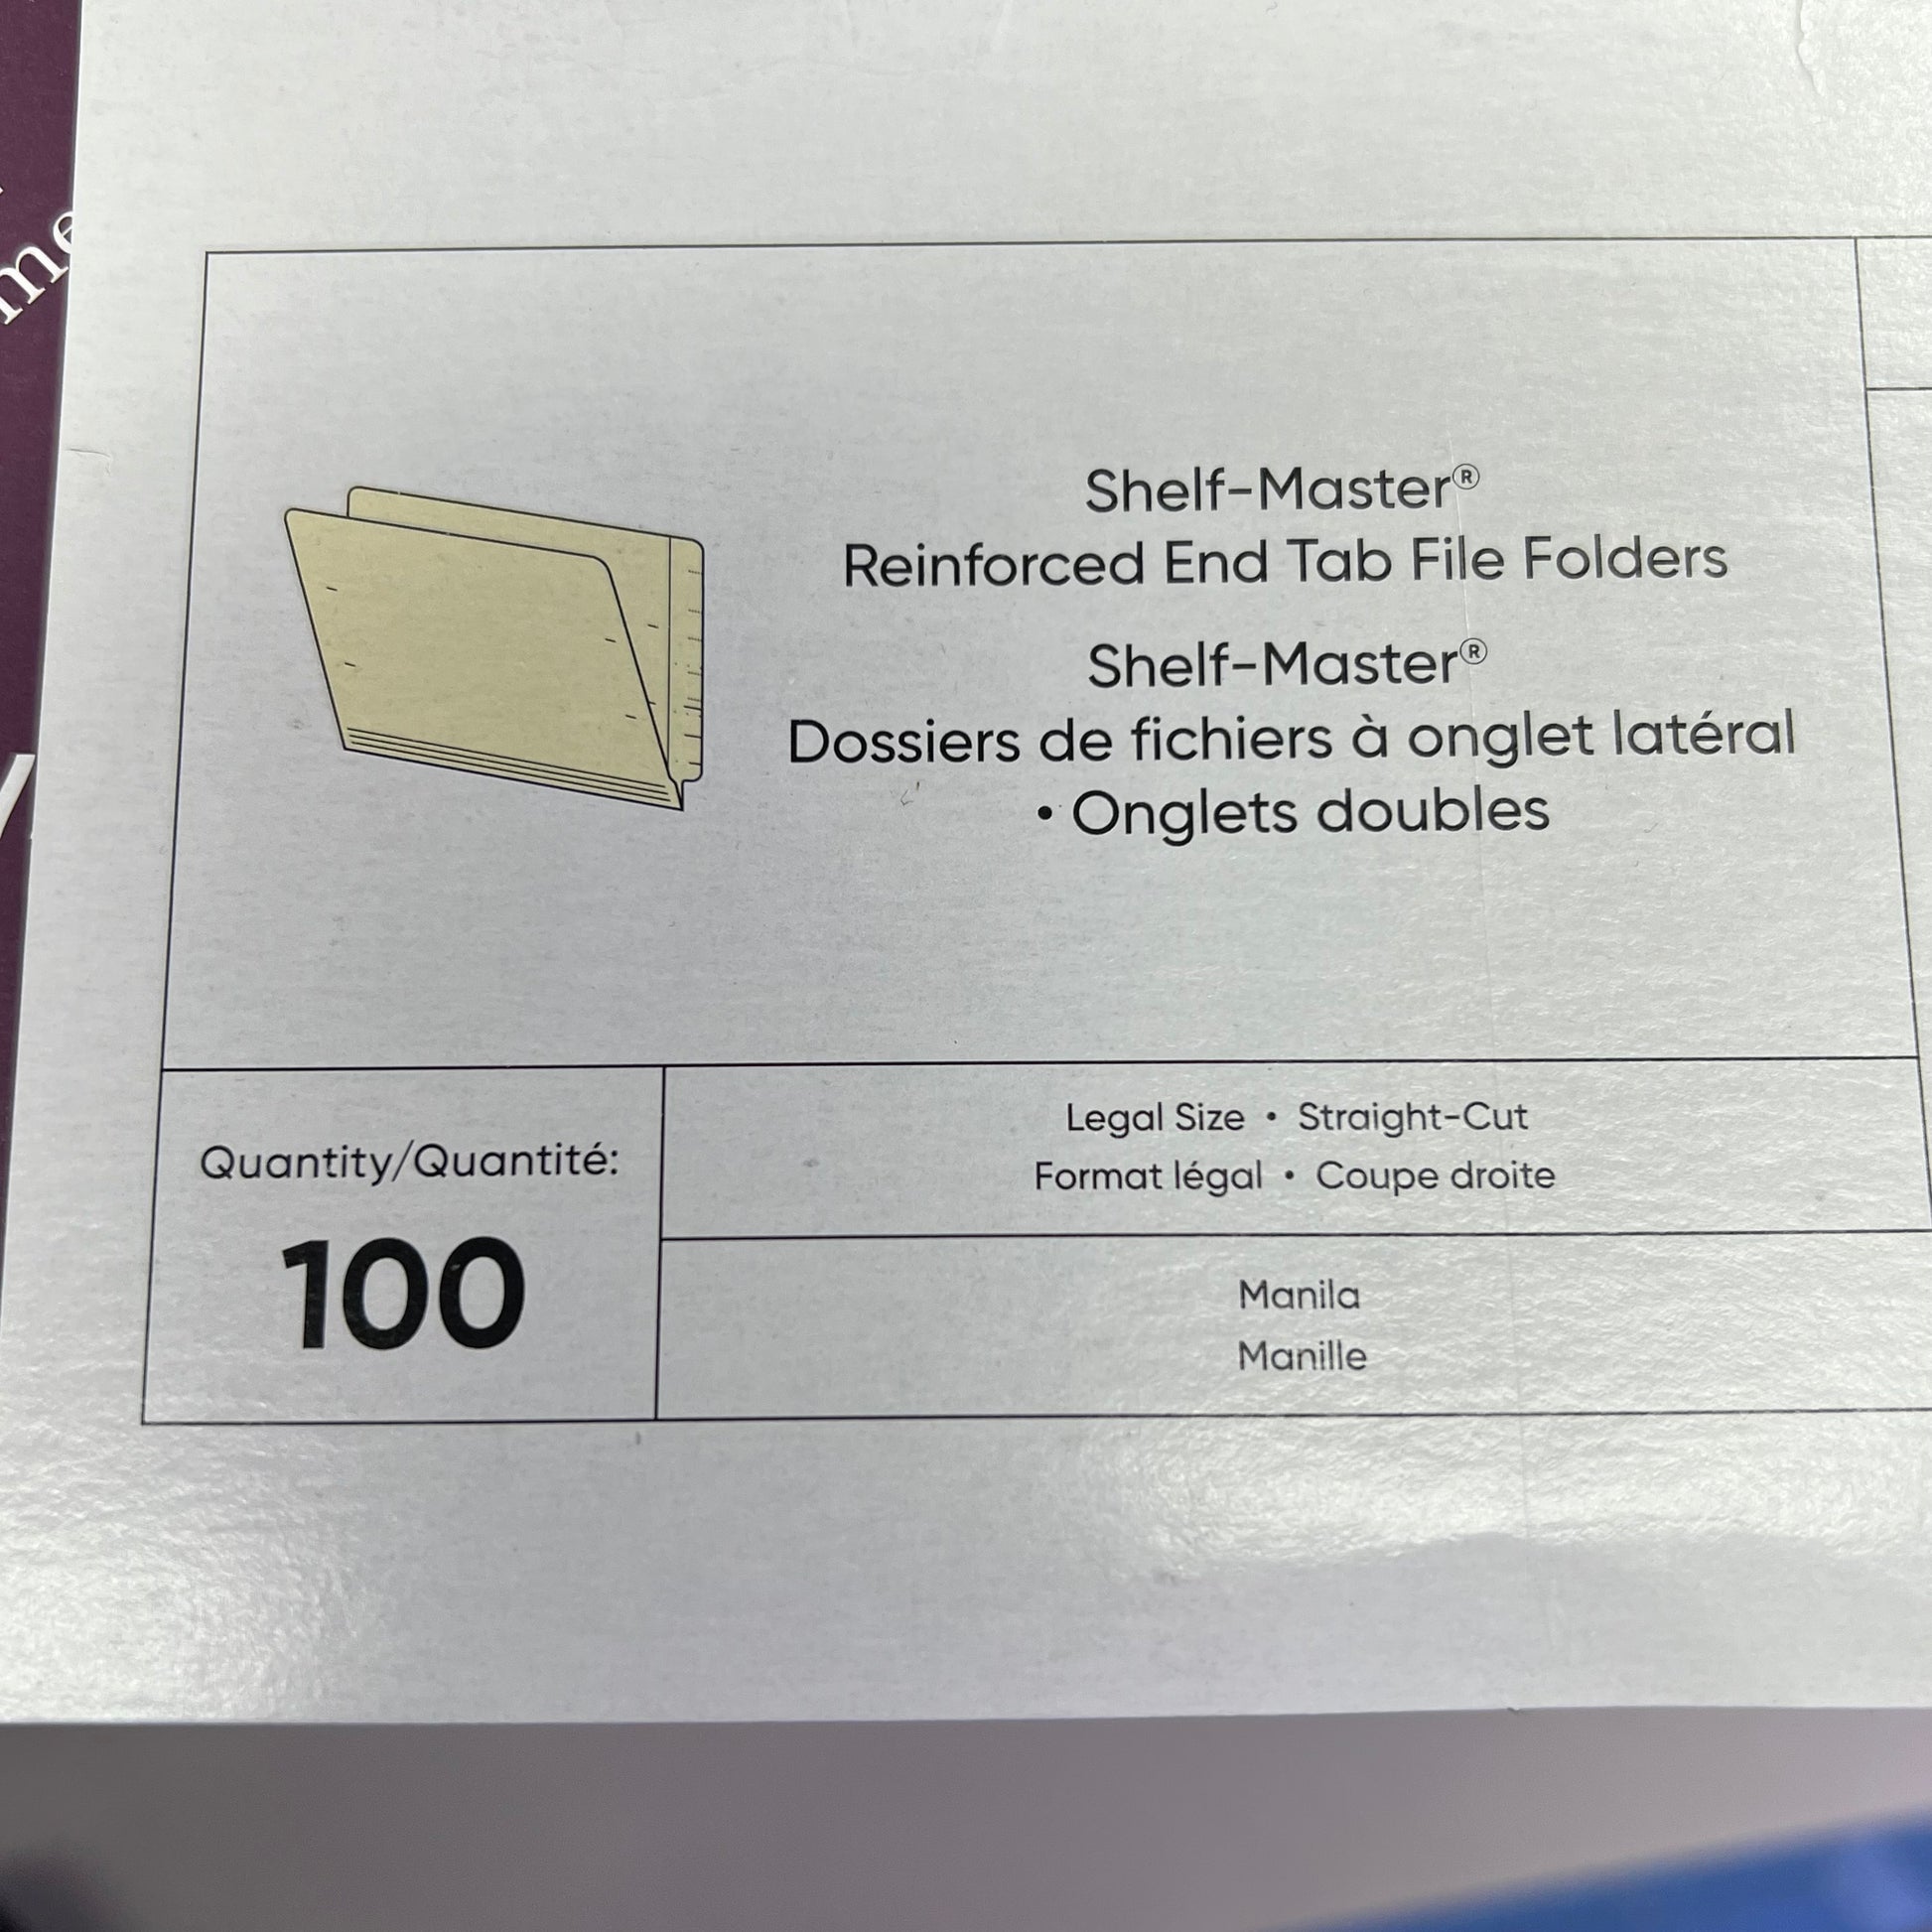 me
Shelf-Master®
Reinforced End Tab File Folders
Shelf-Master®
Dossiers de fichiers à onglet latéral
• Onglets doubles
Quantity/Quantité:
100
Legal Size • Straight-Cut
Format légal • Coupe droite
Manila
Manille